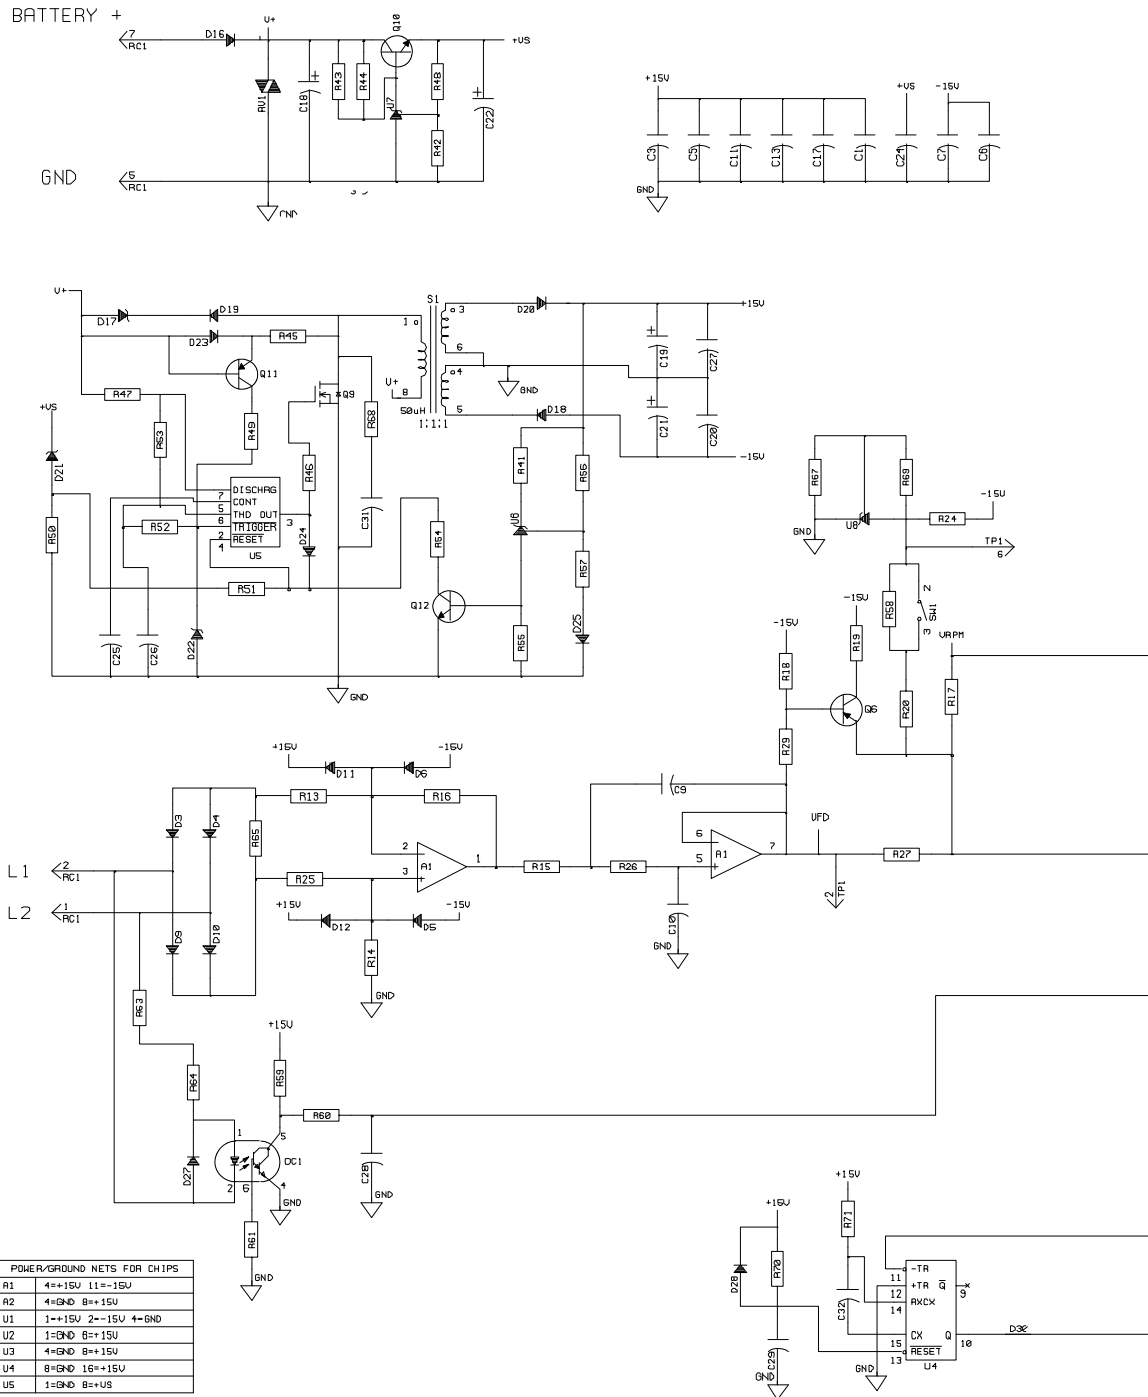 BATTERY +
7
RC1
D16
V+
Q10
+VS
RV1
C18
+
R43
R44
U7
R48
R42
+
C22
GND
5
RC1
+15V
+VS
-15V
C3
C5
C11
C13
C17
C1
C24
C7
C6
GND
V+
D17
D19
D23
R45
Q11
R47
+VS
D21
R53
R49
R50
R52
DISCHRG
7
CONT
5
THD OUT
6
3
TRIGGER
2
RESET
4
U5
R51
C25
C26
D22
Q9
R68
R46
D24
C31
GND
S1
1
3
6
4
5
V+
8
50uH
1:1:1
D20
+15V
+
C19
C27
GND
D18
+
C21
C20
-15V
R41
R56
U6
R54
R57
Q12
R55
D25
R67
R69
GND
U8
R24
-15V
TP1
6
R58
2
SW1
3
-15V
R19
-15V
R18
VRPM
R17
Q6
R20
R29
+15V
D11
D6
-15V
R13
R16
D3
D4
R65
C9
L1
2
RC1
L2
1
RC1
R25
2
3
A1
1
R15
R26
6
5
A1
7
VFD
2
TP1
R27
+15V
D12
D5
-15V
D9
D10
R14
GND
C10
GND
R63
+15V
R59
R64
R60
1
5
D27
OC1
2
6
4
GND
C28
GND
R61
GND
+15V
D28
R70
C29
GND
+15V
R71
C32
GND
-TR
11
+TR
Q
9
12
RXCX
14
CX
Q
10
15
RESET
13
U4
POWER/GROUND NETS FOR CHIPS
A1 4=+15V 11=-15V
A2 4=GND 8=+15V
U1 1=+15V 2=-15V 4=GND
U2 1=GND 6=+15V
U3 4=GND 8=+15V
U4 8=GND 16=+15V
U5 1=GND 8=+VS